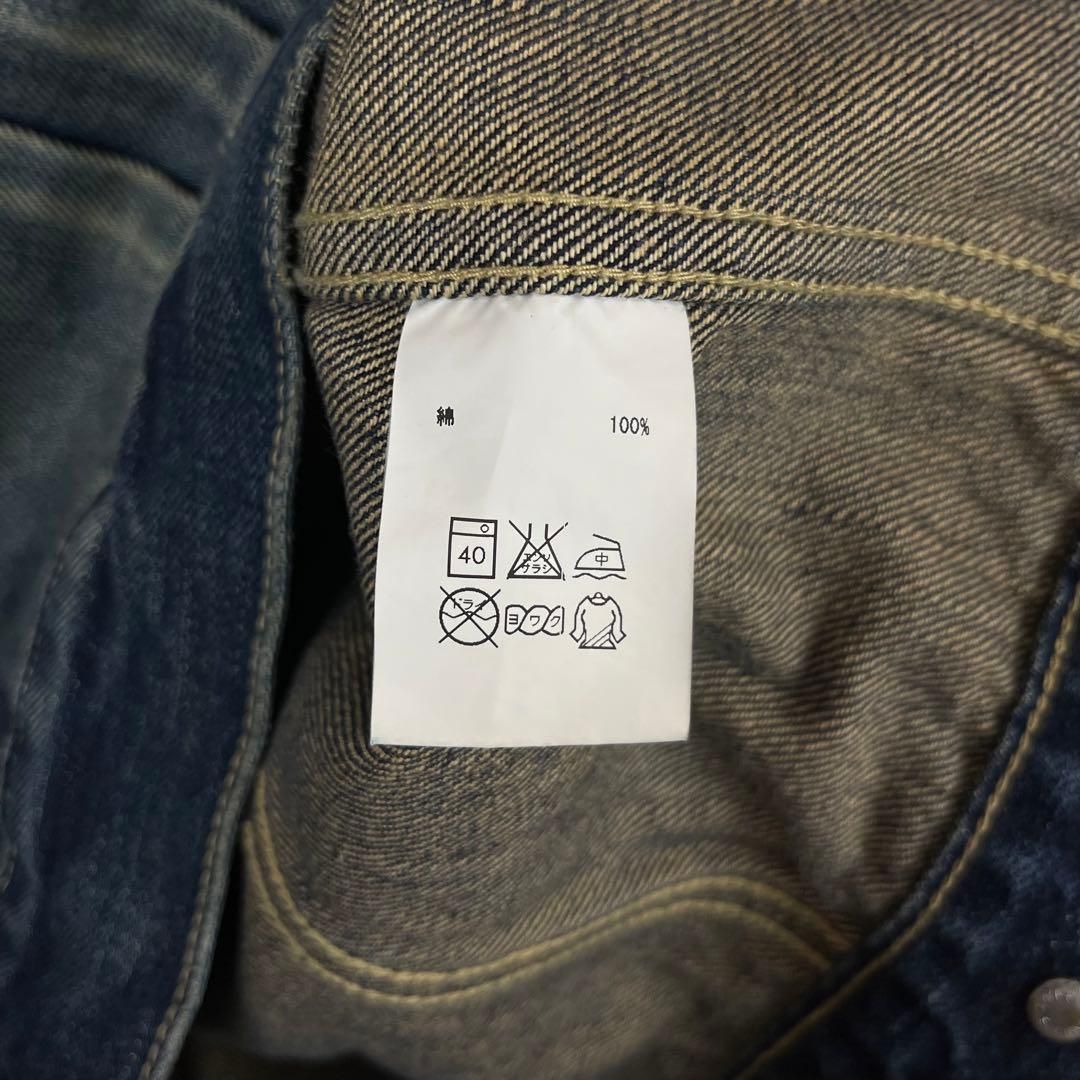 綿 100%
40 エンソ サラシ 中
ドライ ヨワク